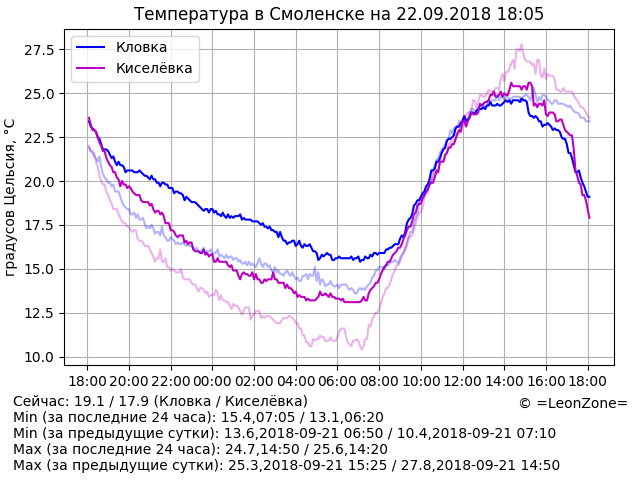 Температура в Смоленске на 22.09.2018 18:05
Кловка
Киселёвка
градусов Цельсия, °C
27.5
25.0
22.5
20.0
17.5
15.0
12.5
10.0
18:00 20:00 22:00 00:00 02:00 04:00 06:00 08:00 10:00 12:00 14:00 16:00 18:00
Сейчас: 19.1 / 17.9 (Кловка / Киселёвка)
© =LeonZone=
Min (за последние 24 часа): 15.4,07:05 / 13.1,06:20
Min (за предыдущие сутки): 13.6,2018-09-21 06:50 / 10.4,2018-09-21 07:10
Max (за последние 24 часа): 24.7,14:50 / 25.6,14:20
Max (за предыдущие сутки): 25.3,2018-09-21 15:25 / 27.8,2018-09-21 14:50